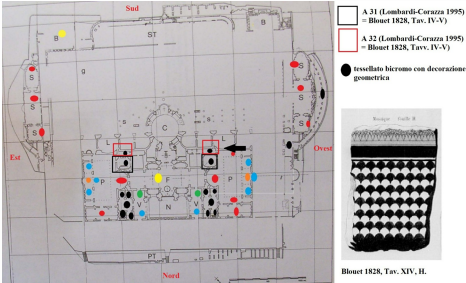 Sud
B
ST
B
A 31 (Lombardi-Corazza 1995)
= Blouet 1828, Tav. IV-V)
A 32 (Lombardi-Corazza 1995)
= Blouet 1828, Tavv. IV-V)
tessellato bicromo con decorazione
geometrica
S
S
S
S
S
g
C
L
L
Est
Ovest
P
P
V
N
V
PT
Nord
Blouet 1828, Tav. XIV, H.